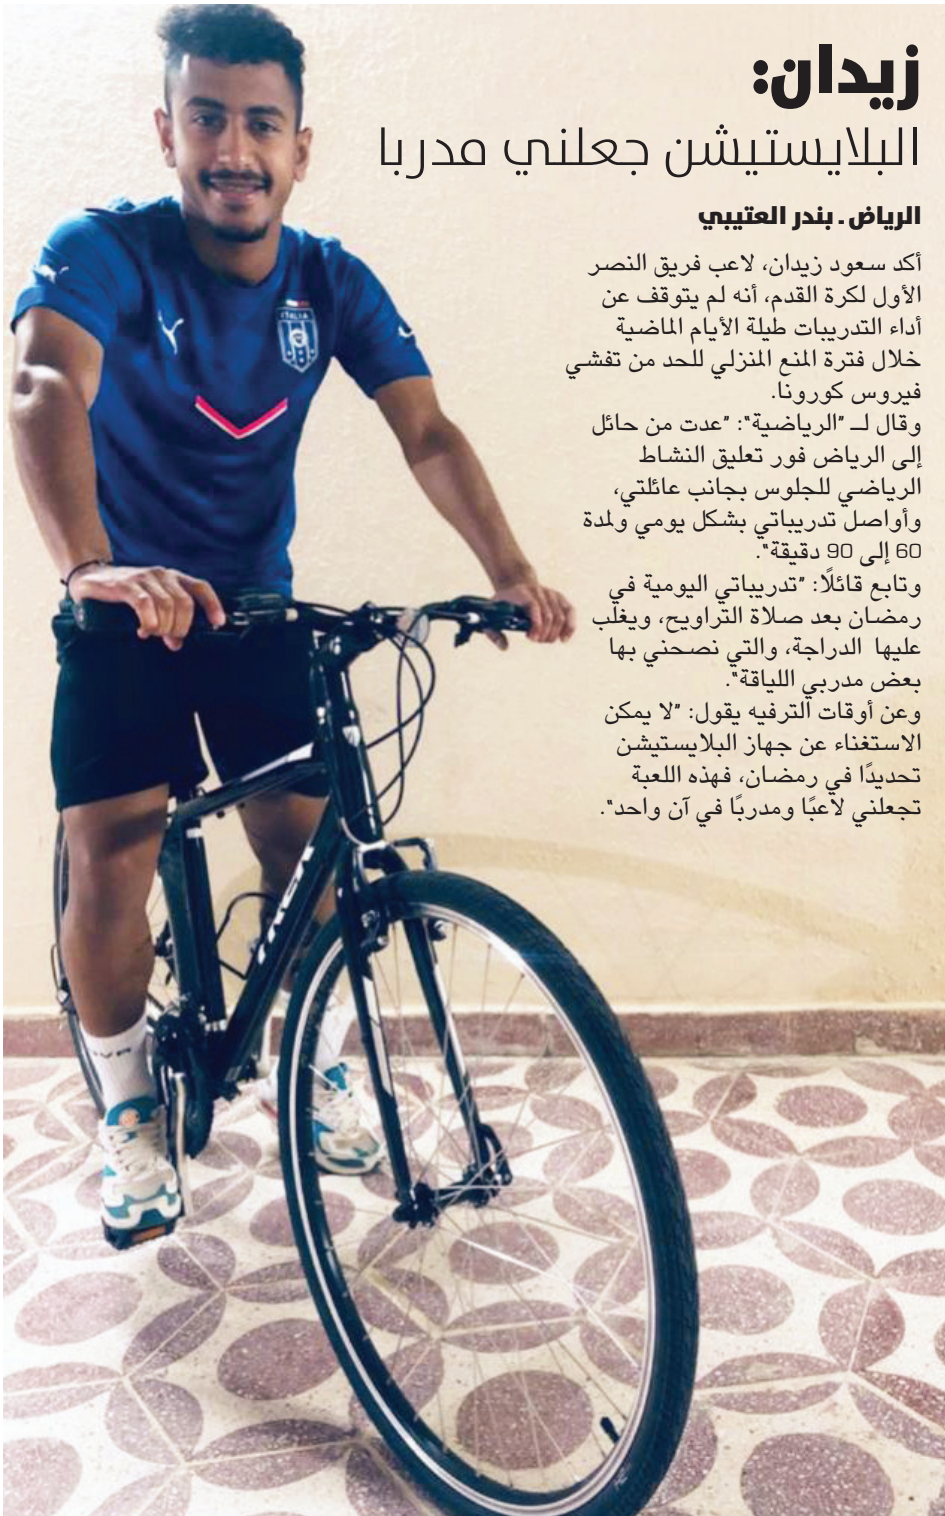 زيدان:
البلايستيشن جعلني مدربا
الرياض ـ بندر العتيبي
أكد سعود زيدان، لاعب فريق النصر
الأول لكرة القدم، أنه لم يتوقف عن
أداء التدريبات طيلة الأيام الماضية
خلال فترة المنع المنزلي للحد من تفشي
فيروس كورونا.
وقال لــ "الرياضية": "عدت من حائل
إلى الرياض فور تعليق النشاط
الرياضي للجلوس بجانب عائلتي،
وأواصل تدريباتي بشكل يومي ولمدة
60 إلى 90 دقيقة".
وتابع قائلًا: "تدريباتي اليومية في
رمضان بعد صلاة التراويح، ويغلب
عليها الدراجة، والتي نصحني بها
بعض مدربي اللياقة".
وعن أوقات الترفيه يقول: "لا يمكن
الاستغناء عن جهاز البلايستيشن
تحديدًا في رمضان، فهذه اللعبة
تجعلني لاعبًا ومدربًا في آن واحد".
ITALIA